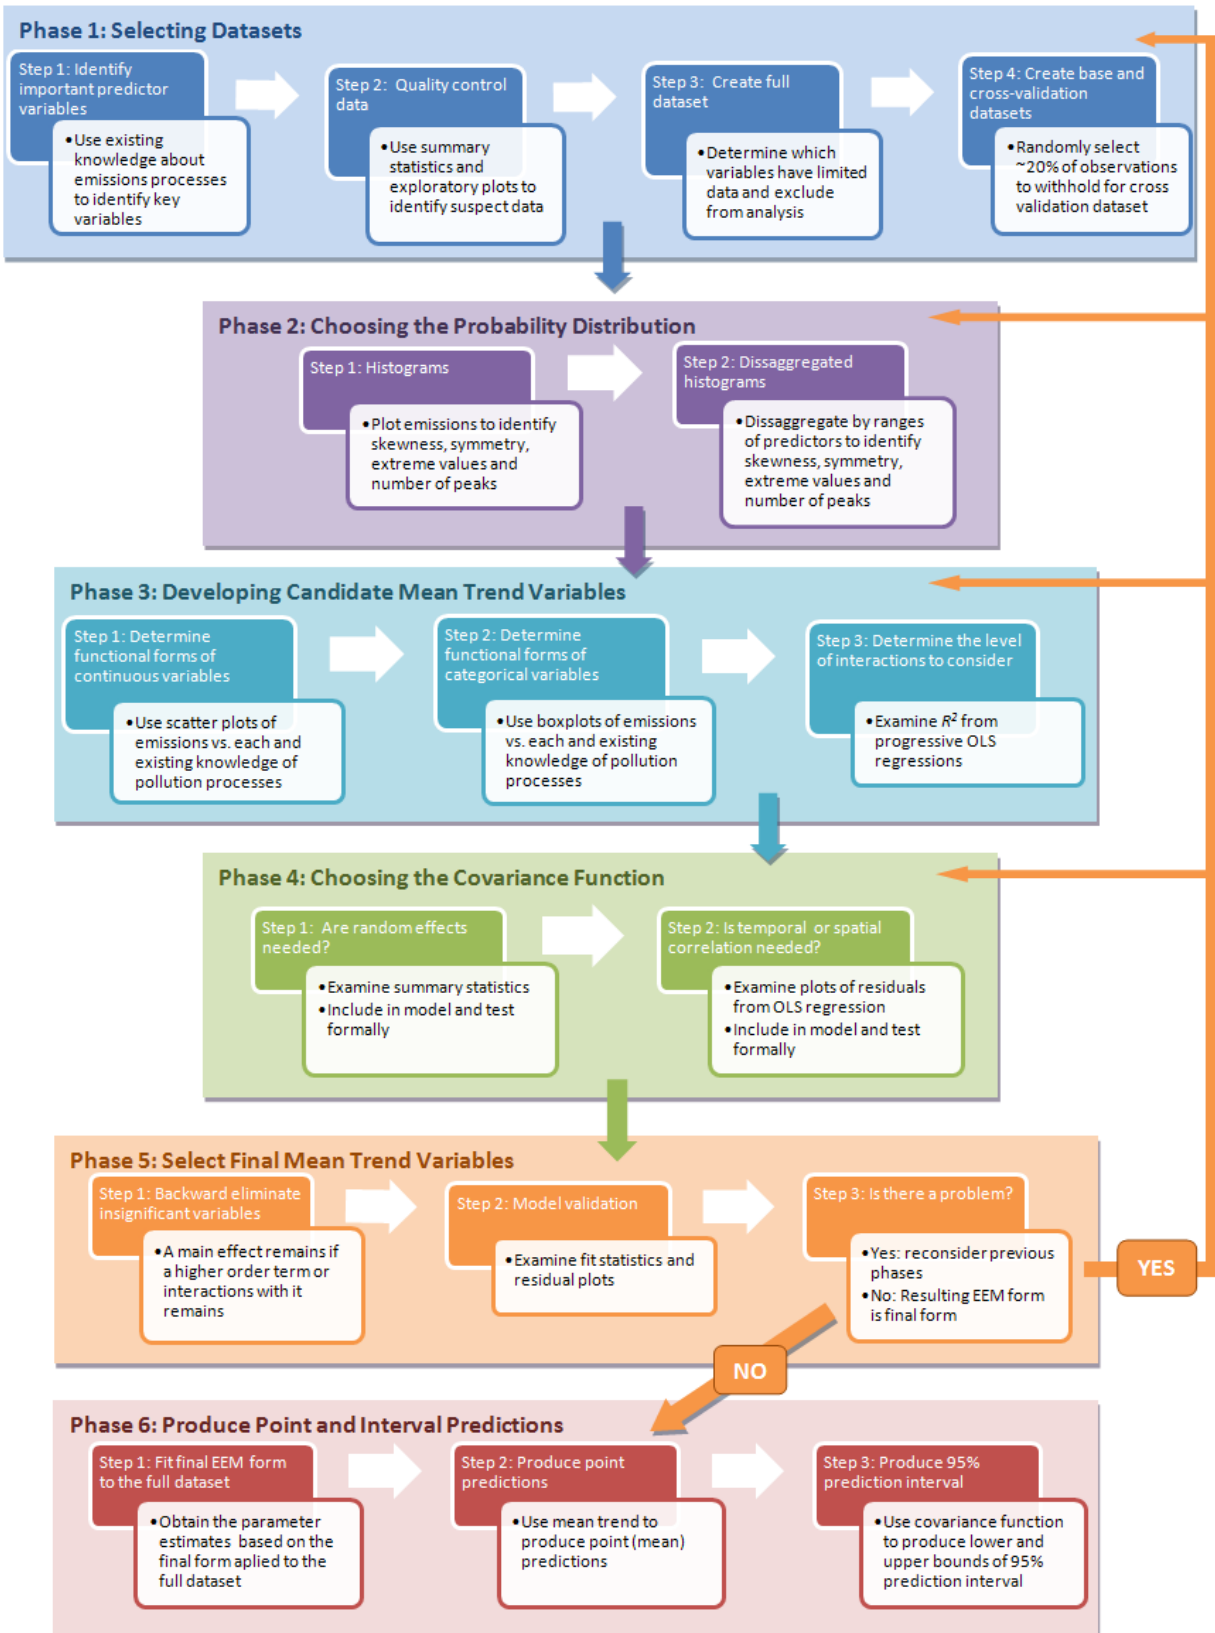 Phase 1: Selecting Datasets
Step 1: Identify
important predictor
variables
•Use existing
knowledge about
emissions processes
to identify key
variables
Step 2: Quality control
data
•Use summary
statistics and
exploratory plots to
identify suspect data
Step 3: Create full
dataset
•Determine which
variables have limited
data and exclude
from analysis
Step 4: Create base and
cross-validation
datasets
•Randomly select
~20% of observations
to withhold for cross
validation dataset
Phase 2: Choosing the Probability Distribution
Step 1: Histograms
•Plot emissions to identify
skewness, symmetry,
extreme values and
number of peaks
Step 2: Dissaggregated
histograms
•Dissaggregate by ranges
of predictors to identify
skewness, symmetry,
extreme values and
number of peaks
Phase 3: Developing Candidate Mean Trend Variables
Step 1: Determine
functional forms of
continuous variables
•Use scatter plots of
emissions vs. each and
existing knowledge of
pollution processes
Step 2: Determine
functional forms of
categorical variables
•Use boxplots of emissions
vs. each and existing
knowledge of pollution
processes
Step 3: Determine the level
of interactions to consider
•Examine R² from
progressive OLS
regressions
Phase 4: Choosing the Covariance Function
Step 1: Are random effects
needed?
•Examine summary statistics
•Include in model and test
formally
Step 2: Is temporal or spatial
correlation needed?
•Examine plots of residuals
from OLS regression
•Include in model and test
formally
Phase 5: Select Final Mean Trend Variables
Step 1: Backward eliminate
insignificant variables
•A main effect remains if
a higher order term or
interactions with it
remains
Step 2: Model validation
•Examine fit statistics and
residual plots
Step 3: Is there a problem?
•Yes: reconsider previous
phases
•No: Resulting EEM form
is final form
YES
NO
Phase 6: Produce Point and Interval Predictions
Step 1: Fit final EEM form
to the full dataset
•Obtain the parameter
estimates based on the
final form aplied to the
full dataset
Step 2: Produce point
predictions
•Use mean trend to
produce point (mean)
predictions
Step 3: Produce 95%
prediction interval
•Use covariance function
to produce lower and
upper bounds of 95%
prediction interval